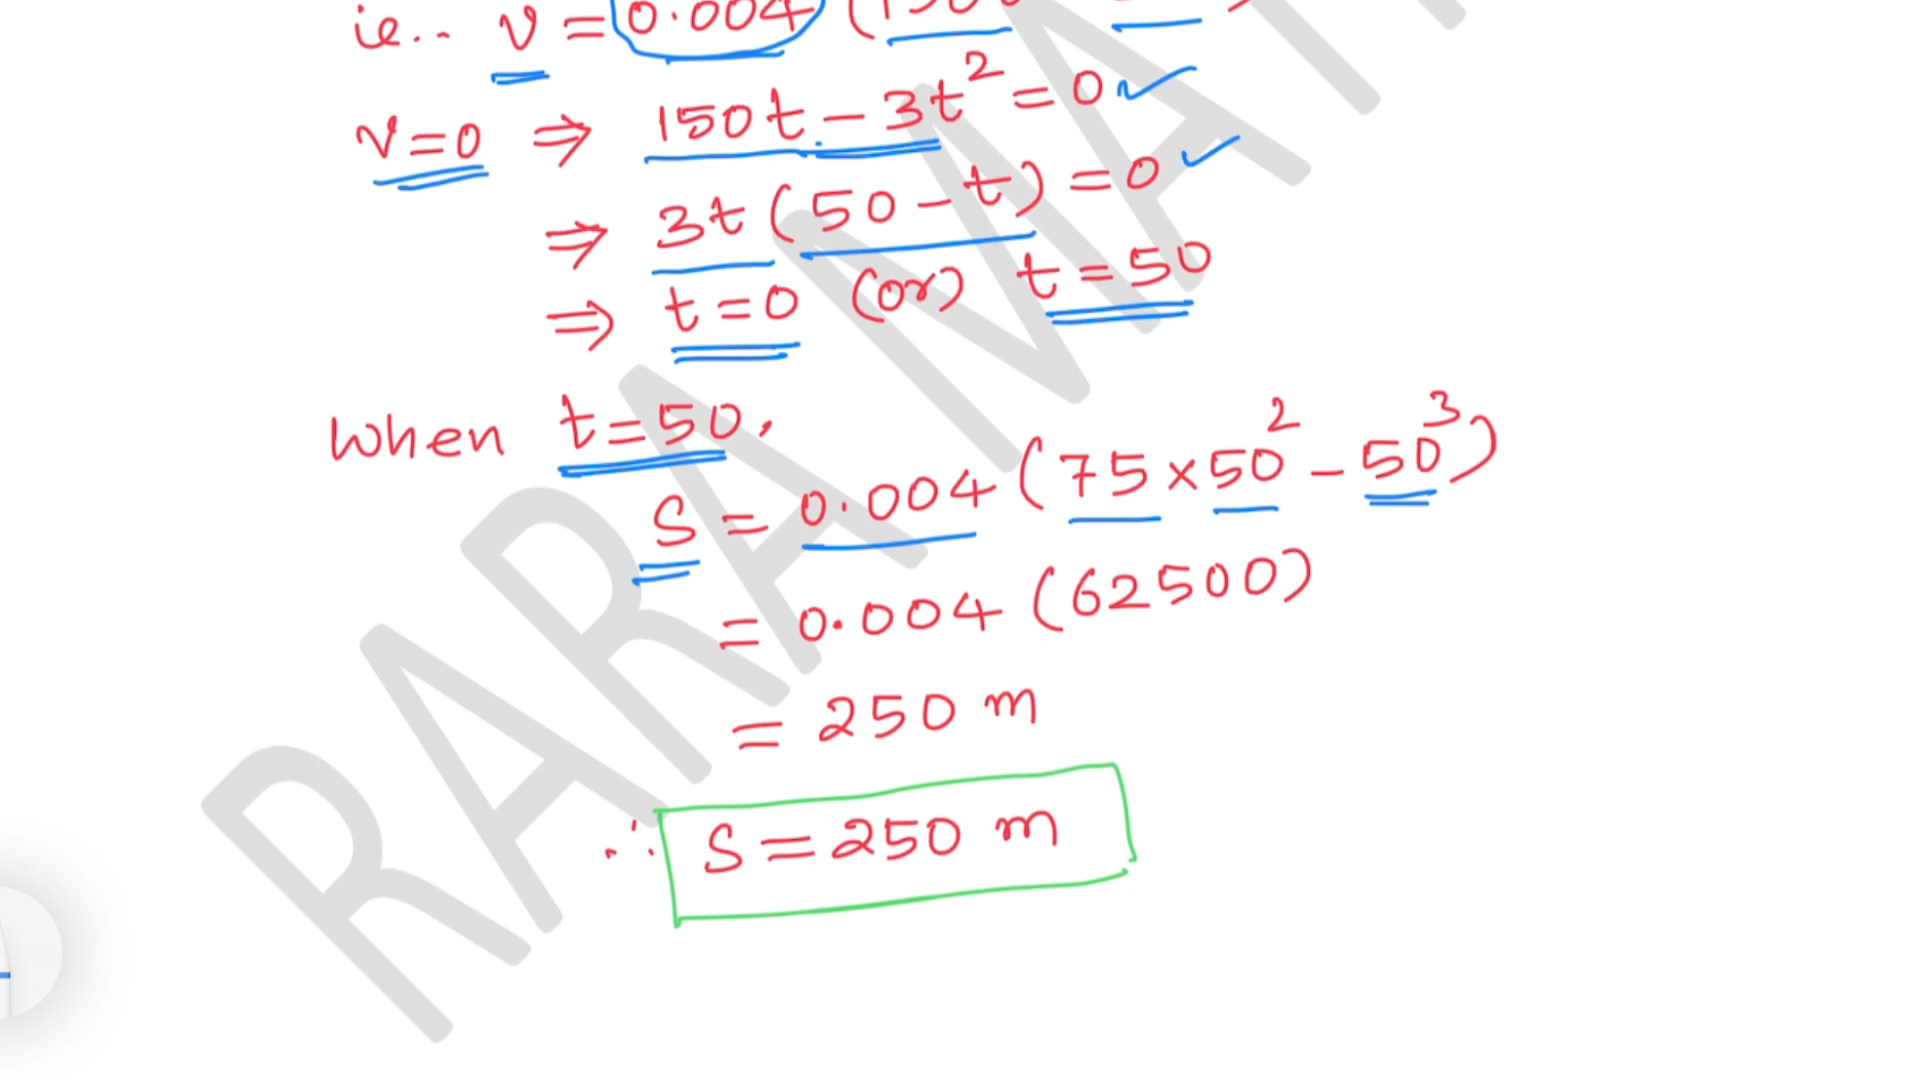 ie.. v = 0.004 (150
v=0 ⇒ 150t - 3t² = 0 ✓
⇒ 3t (50 - t) = 0 ✓
⇒ t = 0 (or) t = 50
When t = 50,
S = 0.004 (75 × 50² - 50³)
= 0.004 (62500)
= 250 m
∴ S = 250 m
RARA MAT